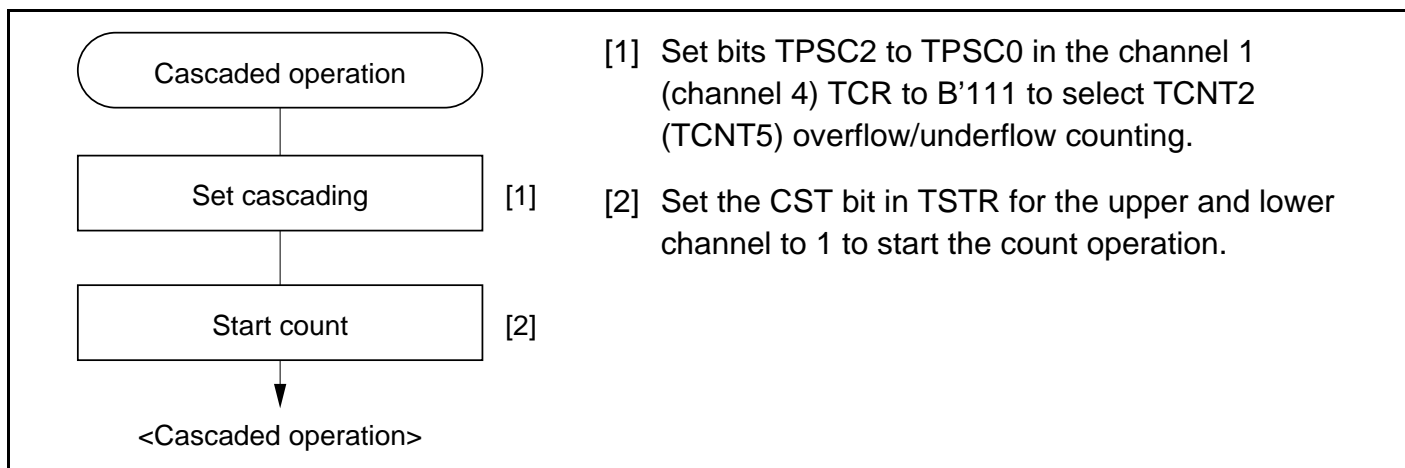 Cascaded operation
Set cascading [1]
Start count [2]
<Cascaded operation>
[1] Set bits TPSC2 to TPSC0 in the channel 1
(channel 4) TCR to B'111 to select TCNT2
(TCNT5) overflow/underflow counting.
[2] Set the CST bit in TSTR for the upper and lower
channel to 1 to start the count operation.